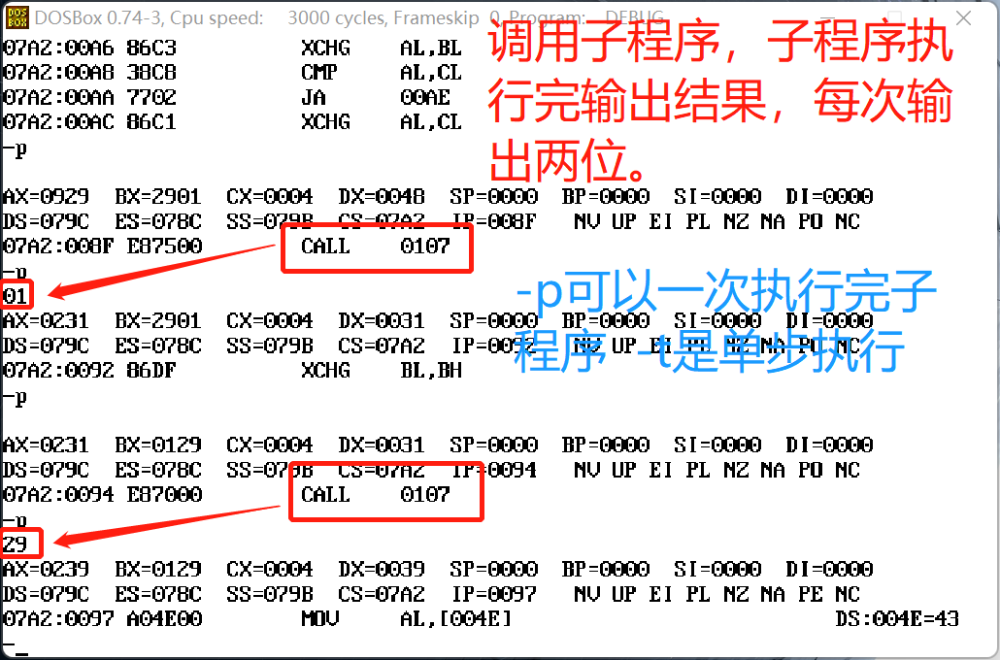 DOSBox 0.74-3, Cpu speed: 3000 cycles, Frameskip 0, Program: DEBUG
07A2:00A6 86C3 XCHG AL,BL
07A2:00A8 38C8 CMP AL,CL
07A2:00AA 7702 JA 00AE
07A2:00AC 86C1 XCHG AL,CL
-p
调用子程序，子程序执
行完输出结果，每次输
出两位。
AX=0929 BX=2901 CX=0004 DX=0048 SP=0000 BP=0000 SI=0000 DI=0000
DS=079C ES=078C SS=079B CS=07A2 IP=008F NV UP EI PL NZ NA PO NC
07A2:008F E87500 CALL 0107
-p
01
AX=0231 BX=2901 CX=0004 DX=0031 SP=0000 BP=0000 SI=0000 DI=0000
DS=079C ES=078C SS=079B CS=07A2 IP=0092 NV UP EI PL NZ NA PO NC
07A2:0092 86DF XCHG BL,BH
-p
-p可以一次执行完子
程序 -t是单步执行
AX=0231 BX=0129 CX=0004 DX=0031 SP=0000 BP=0000 SI=0000 DI=0000
DS=079C ES=078C SS=079B CS=07A2 IP=0094 NV UP EI PL NZ NA PO NC
07A2:0094 E87000 CALL 0107
-p
29
AX=0239 BX=0129 CX=0004 DX=0039 SP=0000 BP=0000 SI=0000 DI=0000
DS=079C ES=078C SS=079B CS=07A2 IP=0097 NV UP EI PL NZ NA PE NC
07A2:0097 A04E00 MOV AL,[004E] DS:004E=43
-_